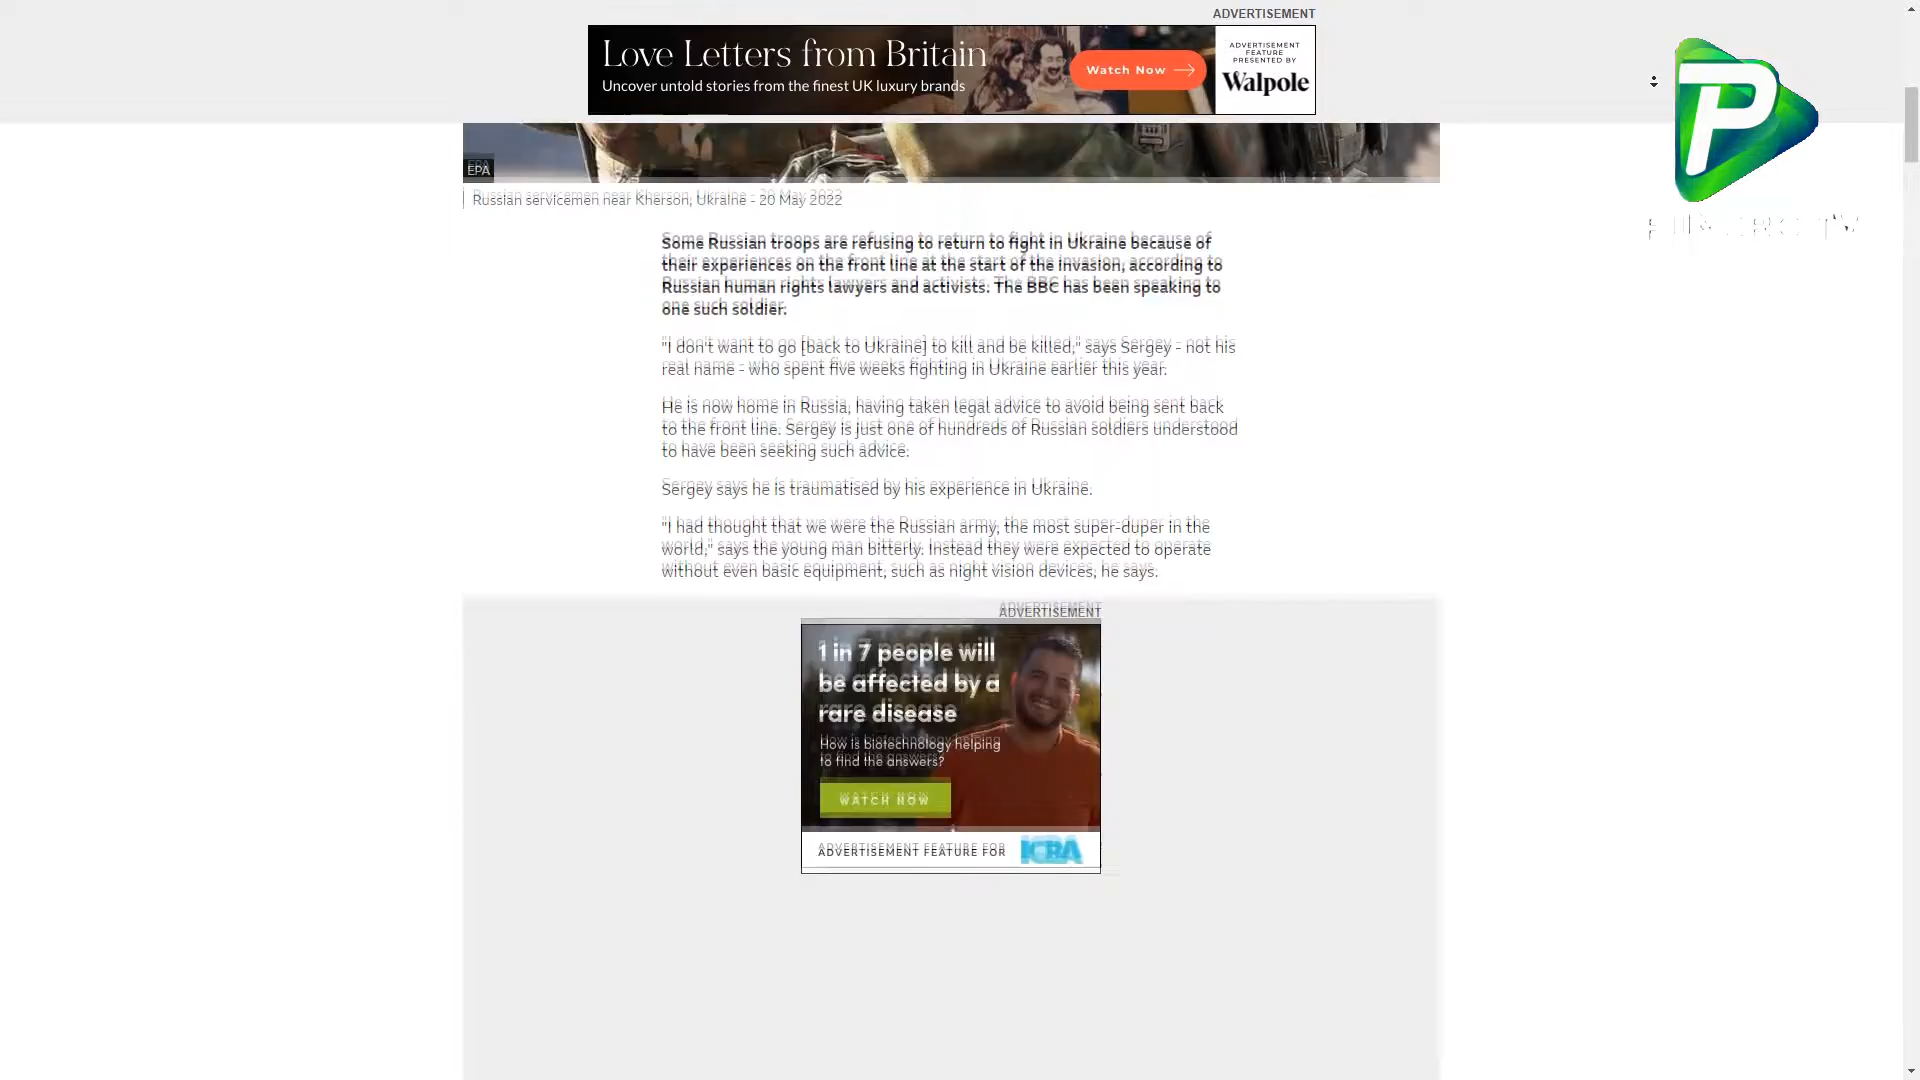 ADVERTISEMENT
Love Letters from Britain
Uncover untold stories from the finest UK luxury brands
Watch Now
ADVERTISEMENT
FEATURE
PRESENTED BY
Walpole
EPA
Russian servicemen near Kherson, Ukraine - 20 May 2022
Some Russian troops are refusing to return to fight in Ukraine because of
their experiences on the front line at the start of the invasion, according to
Russian human rights lawyers and activists. The BBC has been speaking to
one such soldier.
"I don't want to go [back to Ukraine] to kill and be killed," says Sergey - not his
real name - who spent five weeks fighting in Ukraine earlier this year.
He is now home in Russia, having taken legal advice to avoid being sent back
to the front line. Sergey is just one of hundreds of Russian soldiers understood
to have been seeking such advice.
Sergey says he is traumatised by his experience in Ukraine.
"I had thought that we were the Russian army, the most super-duper in the
world," says the young man bitterly. Instead they were expected to operate
without even basic equipment, such as night vision devices, he says.
ADVERTISEMENT
1 in 7 people will
be affected by a
rare disease
How is biotechnology helping
to find the answers?
WATCH NOW
ADVERTISEMENT FEATURE FOR
P
TV